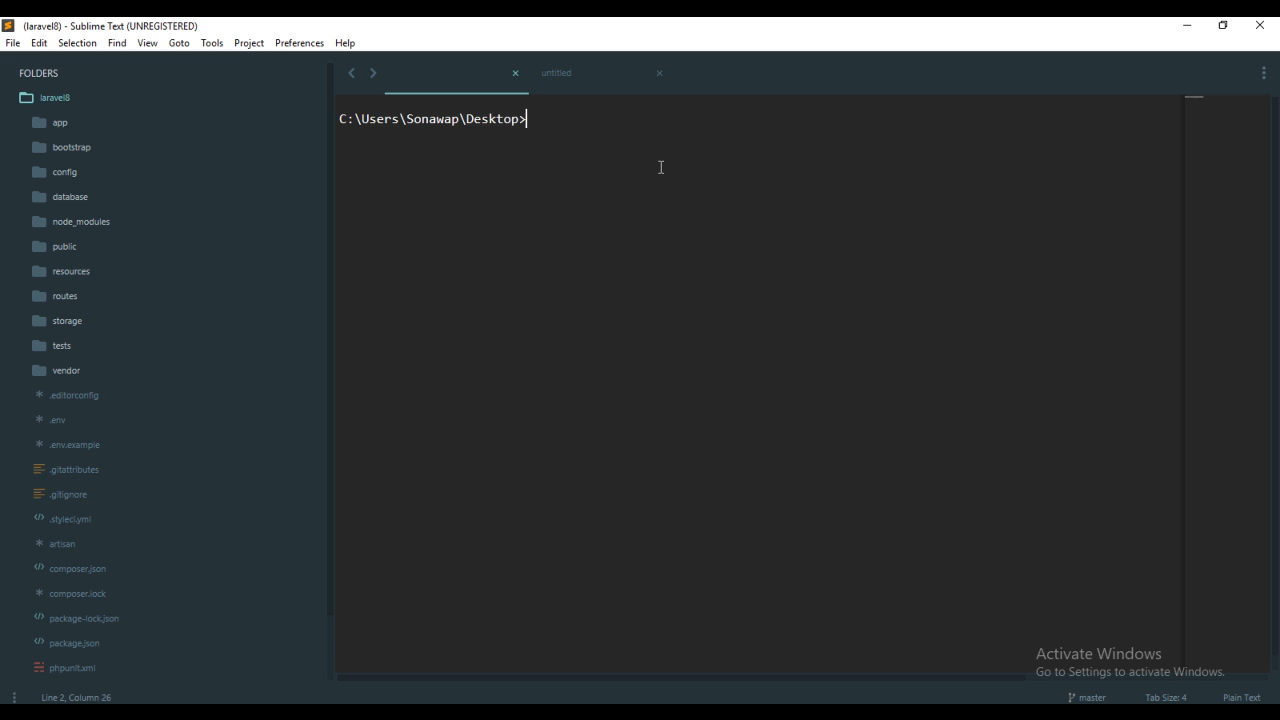 (laravel8) - Sublime Text (UNREGISTERED)
File Edit Selection Find View Goto Tools Project Preferences Help
FOLDERS
laravel8
app
bootstrap
config
database
node_modules
public
resources
routes
storage
tests
vendor
.editorconfig
.env
.env.example
.gitattributes
.gitignore
.styleci.yml
artisan
composer.json
composer.lock
package-lock.json
package.json
phpunit.xml
untitled
C:\Users\Sonawap\Desktop>
Activate Windows
Go to Settings to activate Windows.
Line 2, Column 26
master
Tab Size: 4
Plain Text